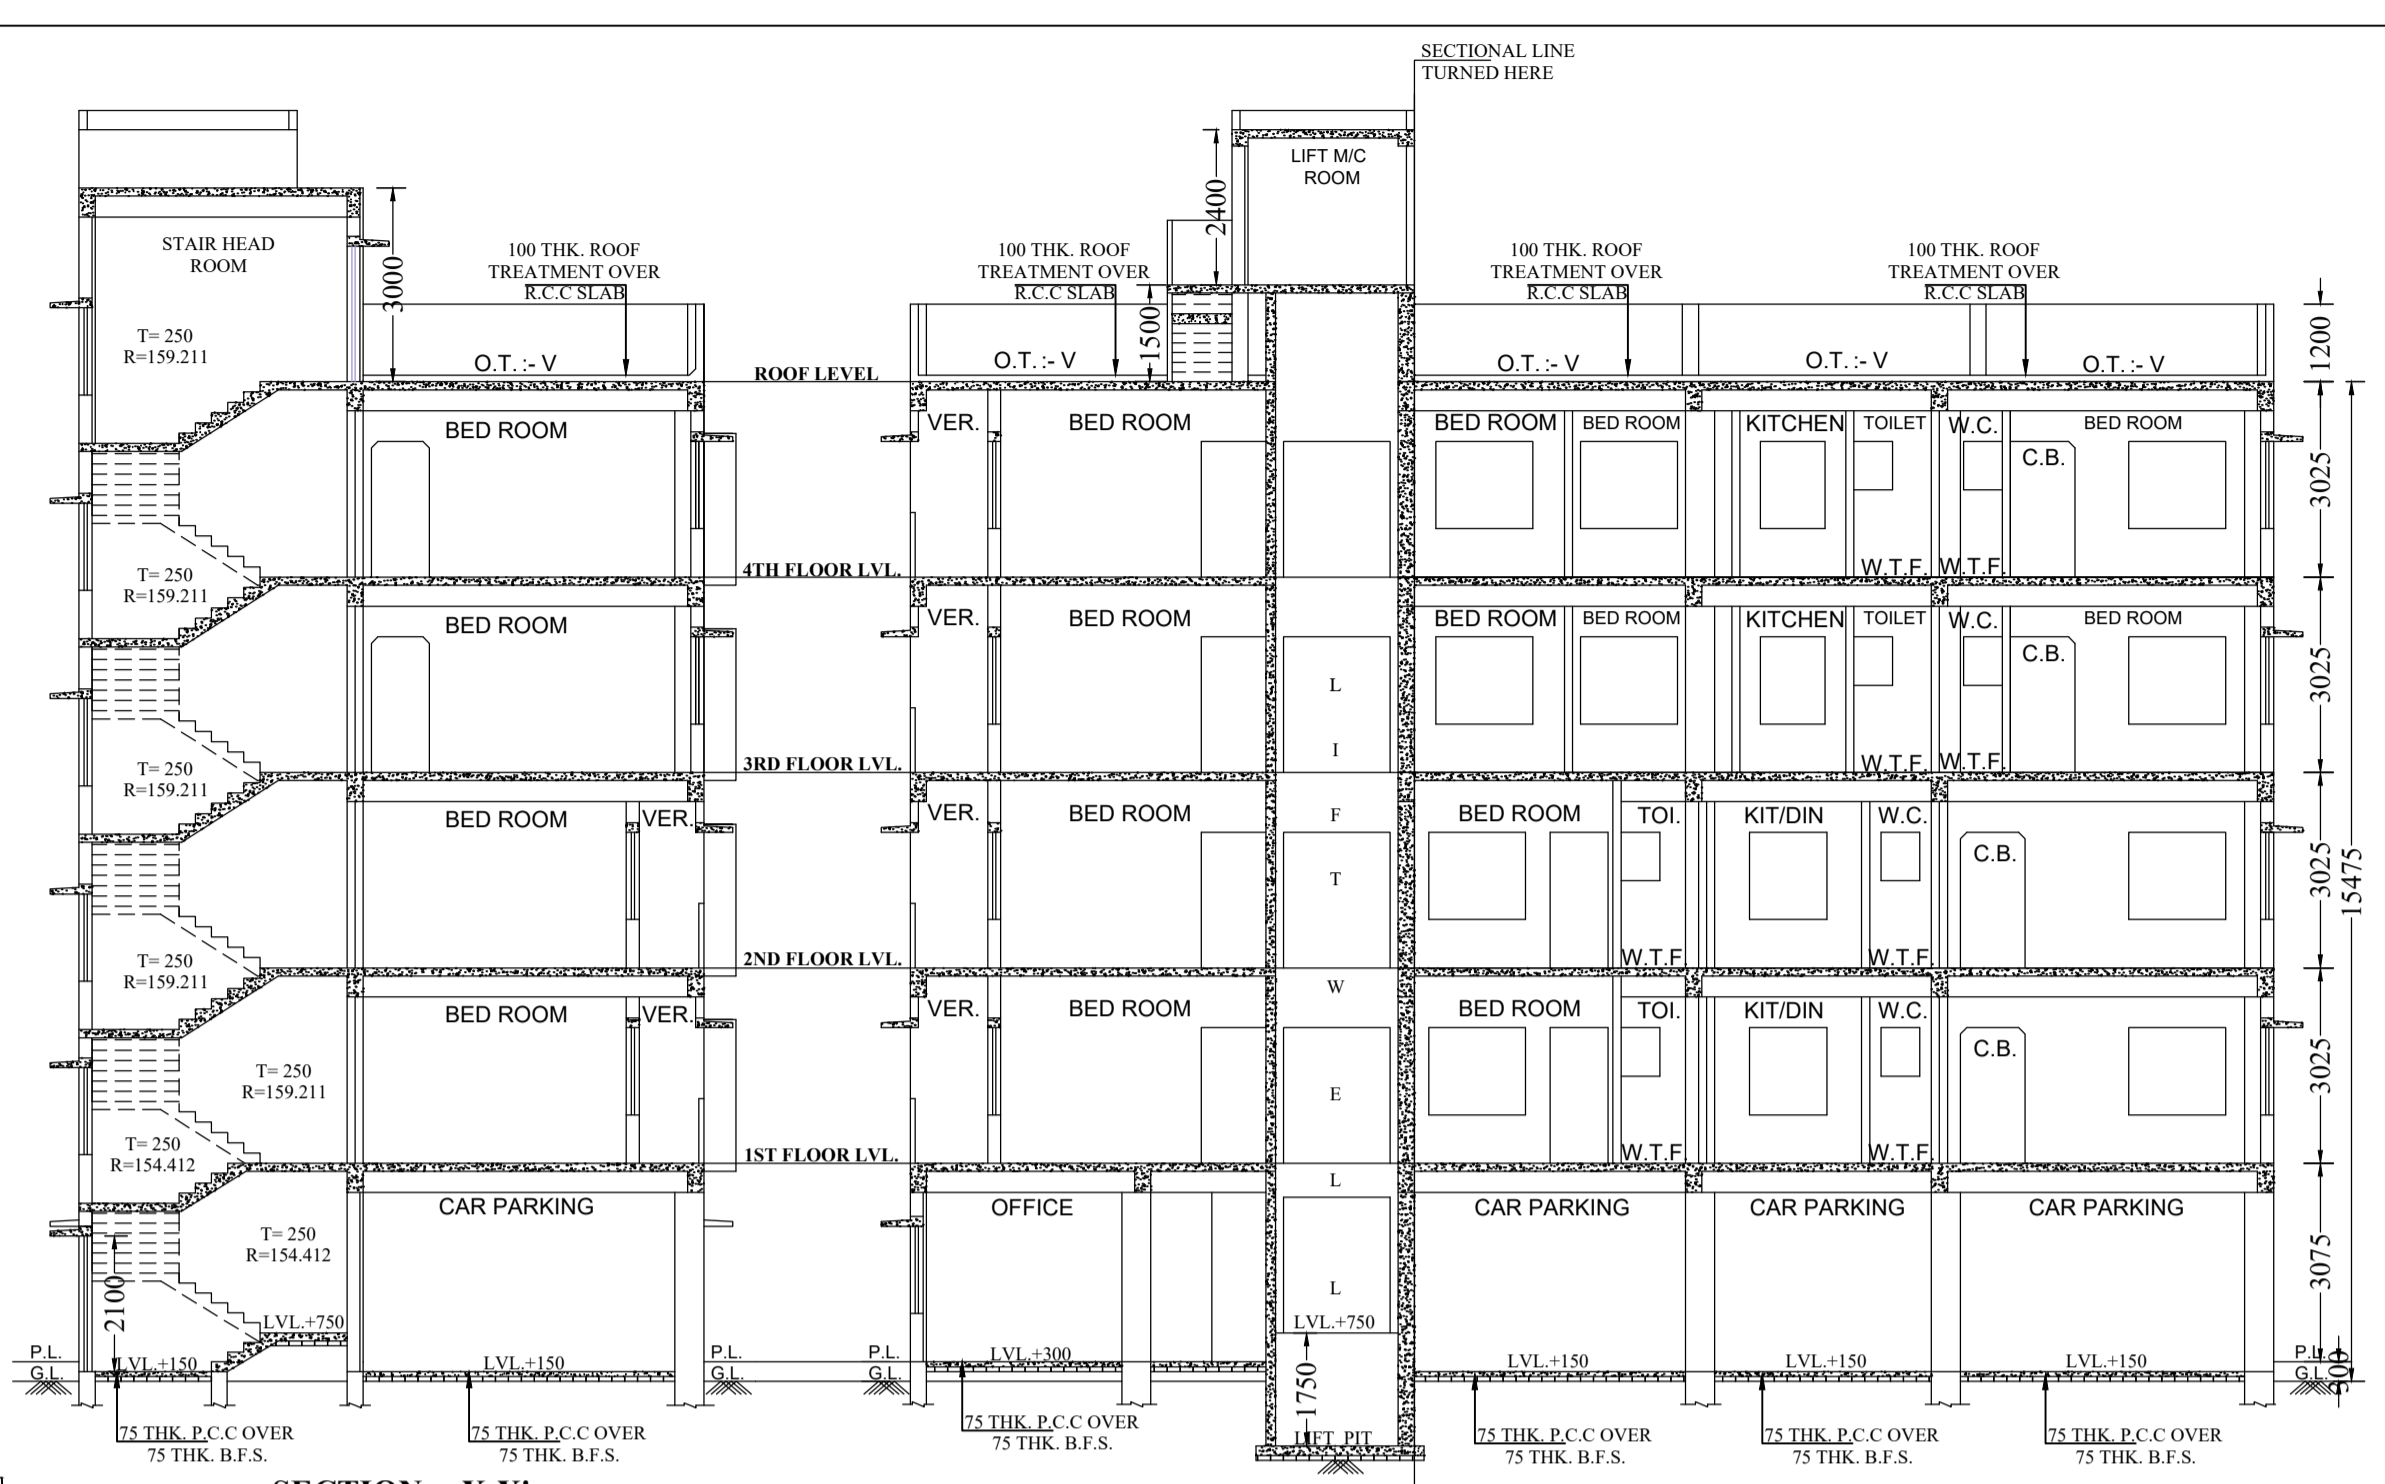 SECTIONAL LINE
TURNED HERE
LIFT M/C
ROOM
2400
STAIR HEAD
ROOM
3000
100 THK. ROOF
TREATMENT OVER
R.C.C SLAB
100 THK. ROOF
TREATMENT OVER
R.C.C SLAB
100 THK. ROOF
TREATMENT OVER
R.C.C SLAB
100 THK. ROOF
TREATMENT OVER
R.C.C SLAB
T= 250
R=159.211
1500
1200
O.T. :- V
O.T. :- V
O.T. :- V
O.T. :- V
O.T. :- V
ROOF LEVEL
BED ROOM
VER.
BED ROOM
BED ROOM
BED ROOM
KITCHEN
TOILET
W.C.
BED ROOM
C.B.
3025
T= 250
R=159.211
4TH FLOOR LVL.
W.T.F.
W.T.F.
BED ROOM
VER.
BED ROOM
BED ROOM
BED ROOM
KITCHEN
TOILET
W.C.
BED ROOM
C.B.
3025
L
I
F
T
W
E
L
L
T= 250
R=159.211
3RD FLOOR LVL.
W.T.F.
W.T.F.
BED ROOM
VER.
VER.
BED ROOM
BED ROOM
TOI.
KIT/DIN
W.C.
C.B.
3025
15475
T= 250
R=159.211
2ND FLOOR LVL.
W.T.F.
W.T.F.
BED ROOM
VER.
VER.
BED ROOM
BED ROOM
TOI.
KIT/DIN
W.C.
C.B.
3025
T= 250
R=159.211
T= 250
R=154.412
1ST FLOOR LVL.
W.T.F.
W.T.F.
CAR PARKING
OFFICE
CAR PARKING
CAR PARKING
CAR PARKING
T= 250
R=154.412
3075
2100
LVL.+750
LVL.+750
P.L.
G.L.
LVL.+150
LVL.+150
P.L.
G.L.
P.L.
G.L.
LVL.+300
LVL.+150
LVL.+150
LVL.+150
P.L.
G.L.
300
1750
LIFT PIT
75 THK. P.C.C OVER
75 THK. B.F.S.
75 THK. P.C.C OVER
75 THK. B.F.S.
75 THK. P.C.C OVER
75 THK. B.F.S.
75 THK. P.C.C OVER
75 THK. B.F.S.
75 THK. P.C.C OVER
75 THK. B.F.S.
75 THK. P.C.C OVER
75 THK. B.F.S.